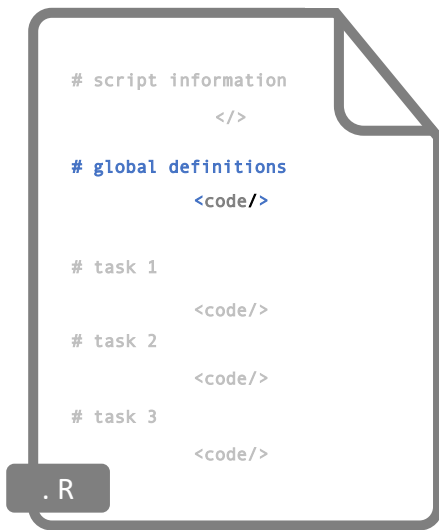 # script information
</>
# global definitions
<code/>
# task 1
<code/>
# task 2
<code/>
# task 3
<code/>
.R